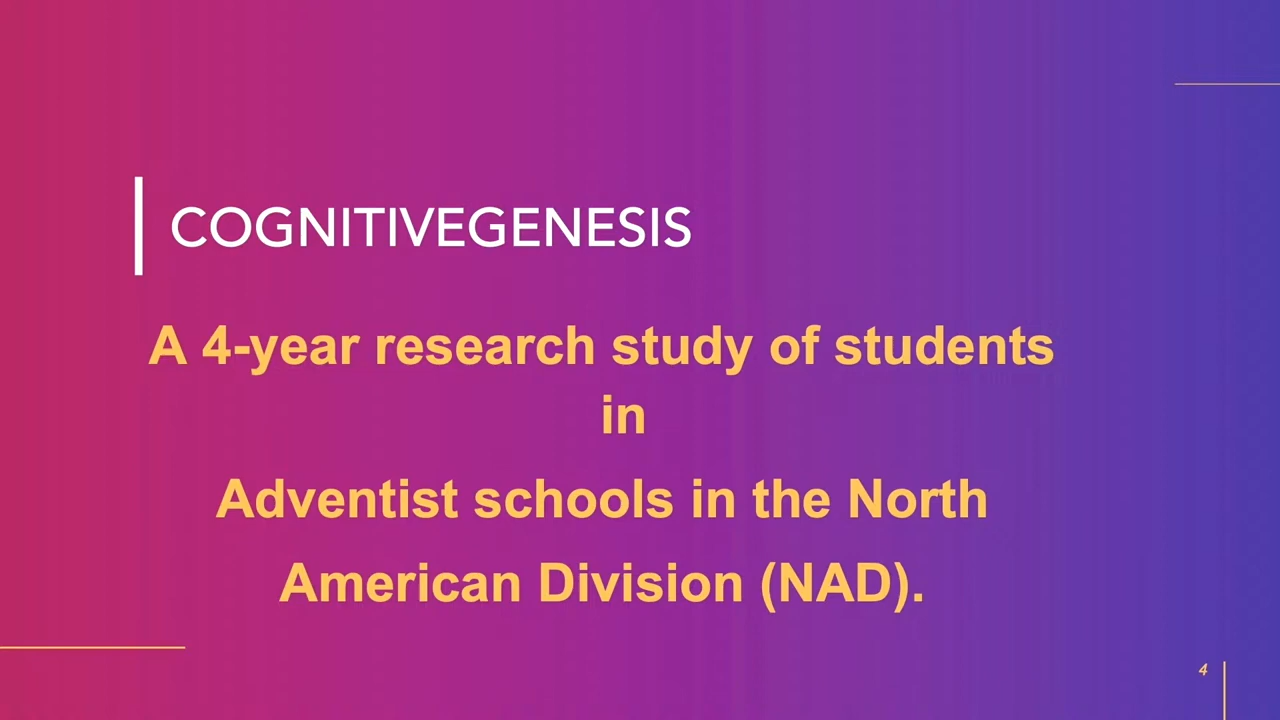 COGNITIVEGENESIS
A 4-year research study of students
in
Adventist schools in the North
American Division (NAD).
4